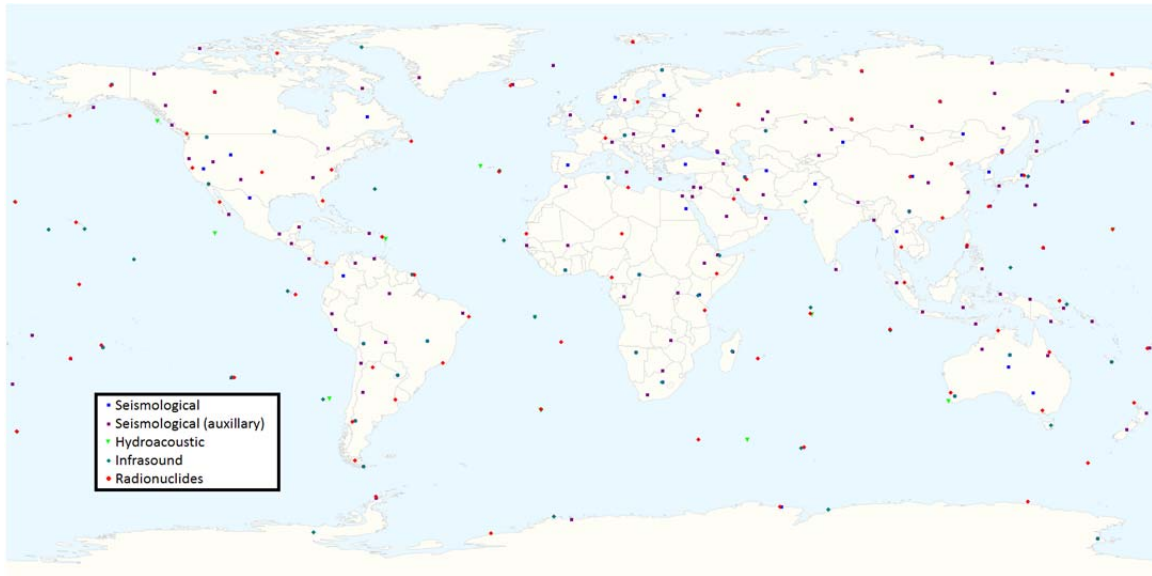 Seismological
Seismological (auxillary)
Hydroacoustic
Infrasound
Radionuclides